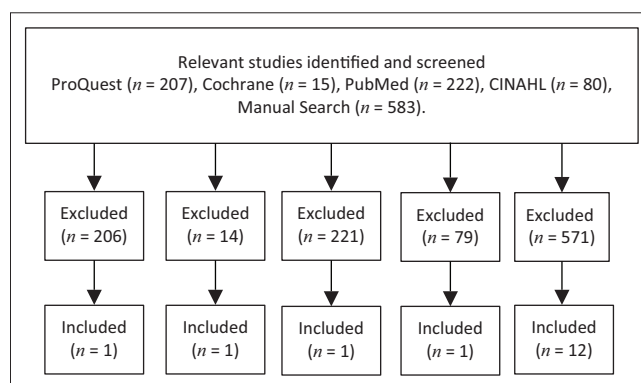 Relevant studies identified and screened
ProQuest (n = 207), Cochrane (n = 15), PubMed (n = 222), CINAHL (n = 80),
Manual Search (n = 583).
Excluded
(n = 206)
Excluded
(n = 14)
Excluded
(n = 221)
Excluded
(n = 79)
Excluded
(n = 571)
Included
(n = 1)
Included
(n = 1)
Included
(n = 1)
Included
(n = 1)
Included
(n = 12)